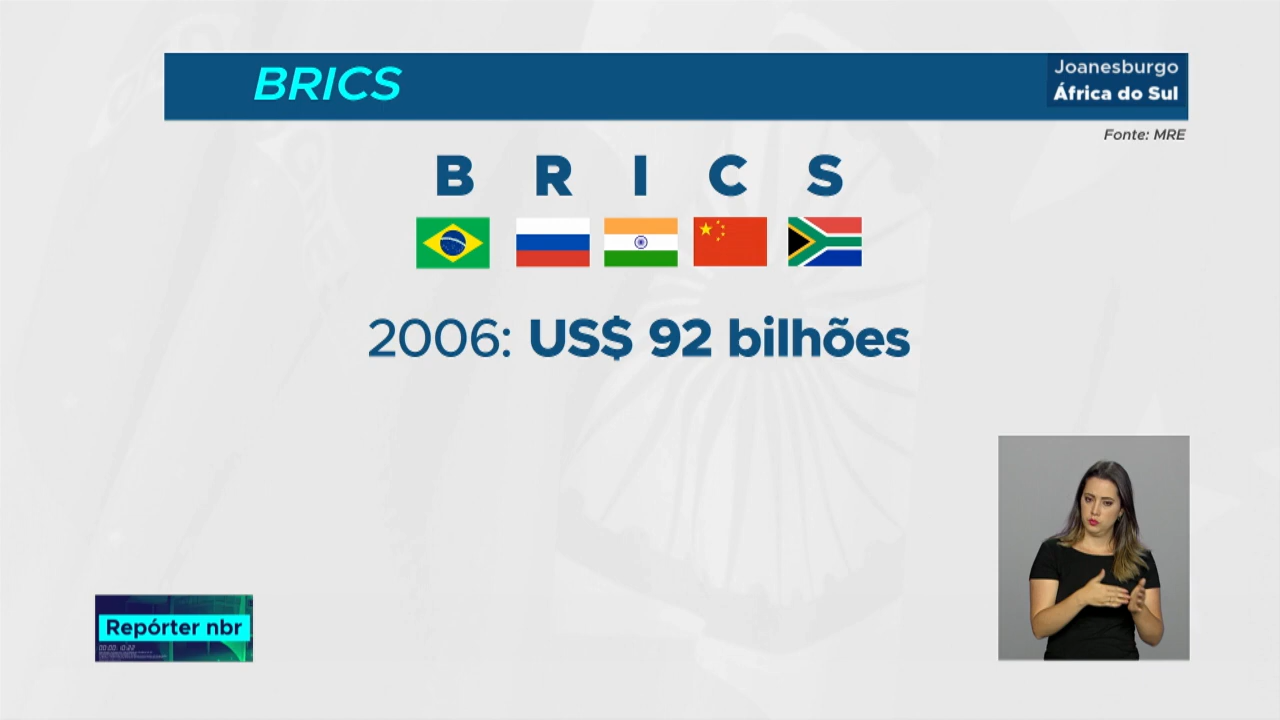 BRICS
Joanesburgo
África do Sul
Fonte: MRE
B R I C S
2006: US$ 92 bilhões
Repórter nbr